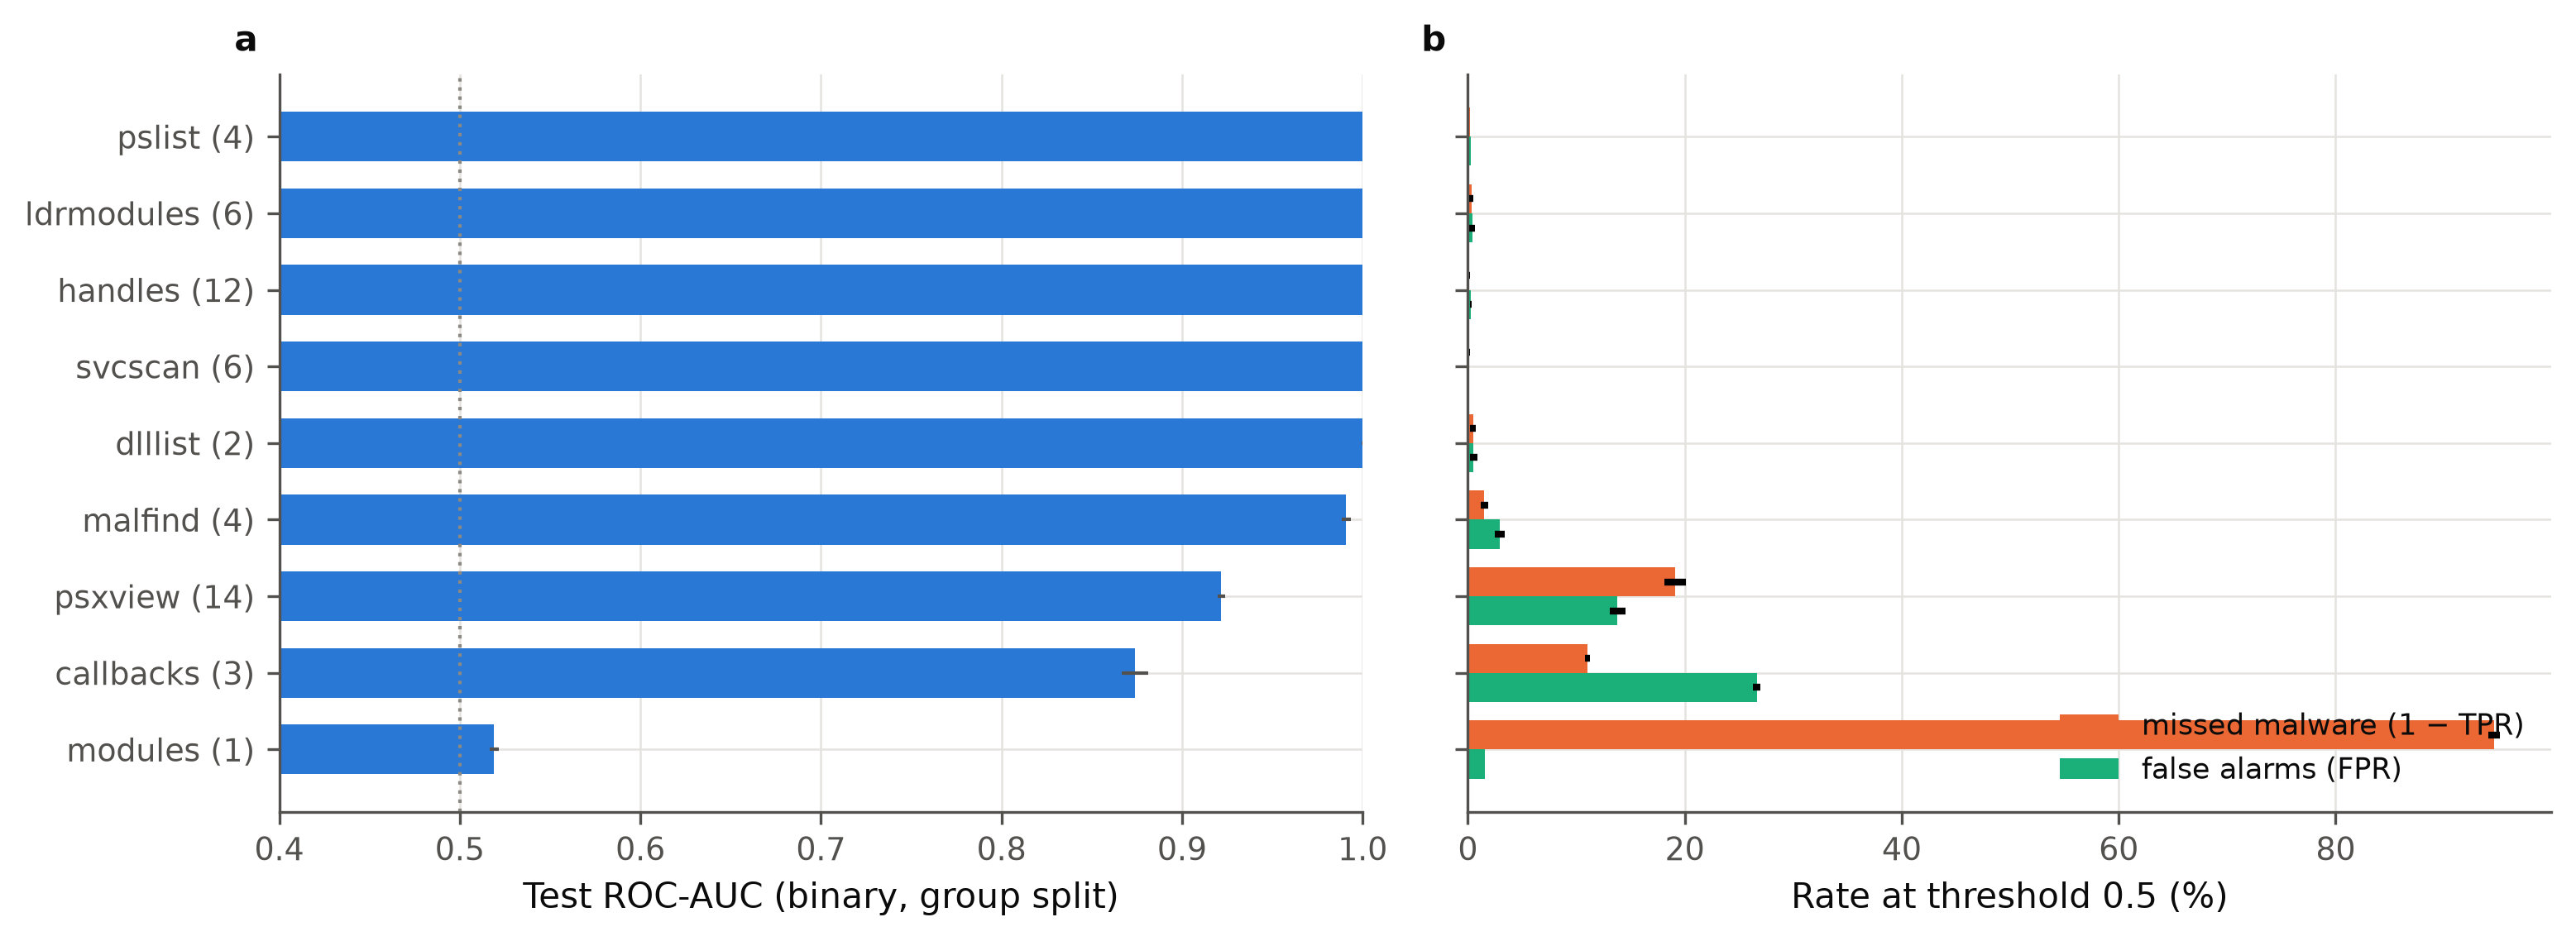 a
pslist (4)
ldrmodules (6)
handles (12)
svcscan (6)
dlllist (2)
malfind (4)
psxview (14)
callbacks (3)
modules (1)
0.4 0.5 0.6 0.7 0.8 0.9 1.0
Test ROC-AUC (binary, group split)
b
missed malware (1 − TPR)
false alarms (FPR)
0 20 40 60 80
Rate at threshold 0.5 (%)